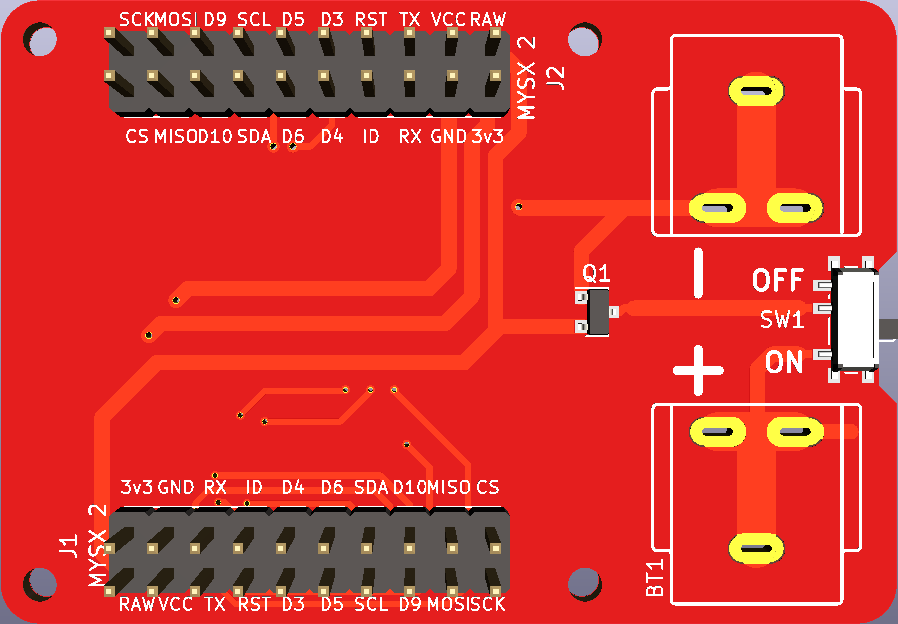 SCK MOSI D9 SCL D5 D3 RST TX VCC RAW
MYSX 2
J2
CS MISO D10 SDA D6 D4 ID RX GND 3v3
Q1
OFF
SW1
ON
3v3 GND RX ID D4 D6 SDA D10 MISO CS
J1
MYSX 2
BT1
RAW VCC TX RST D3 D5 SCL D9 MOSI SCK